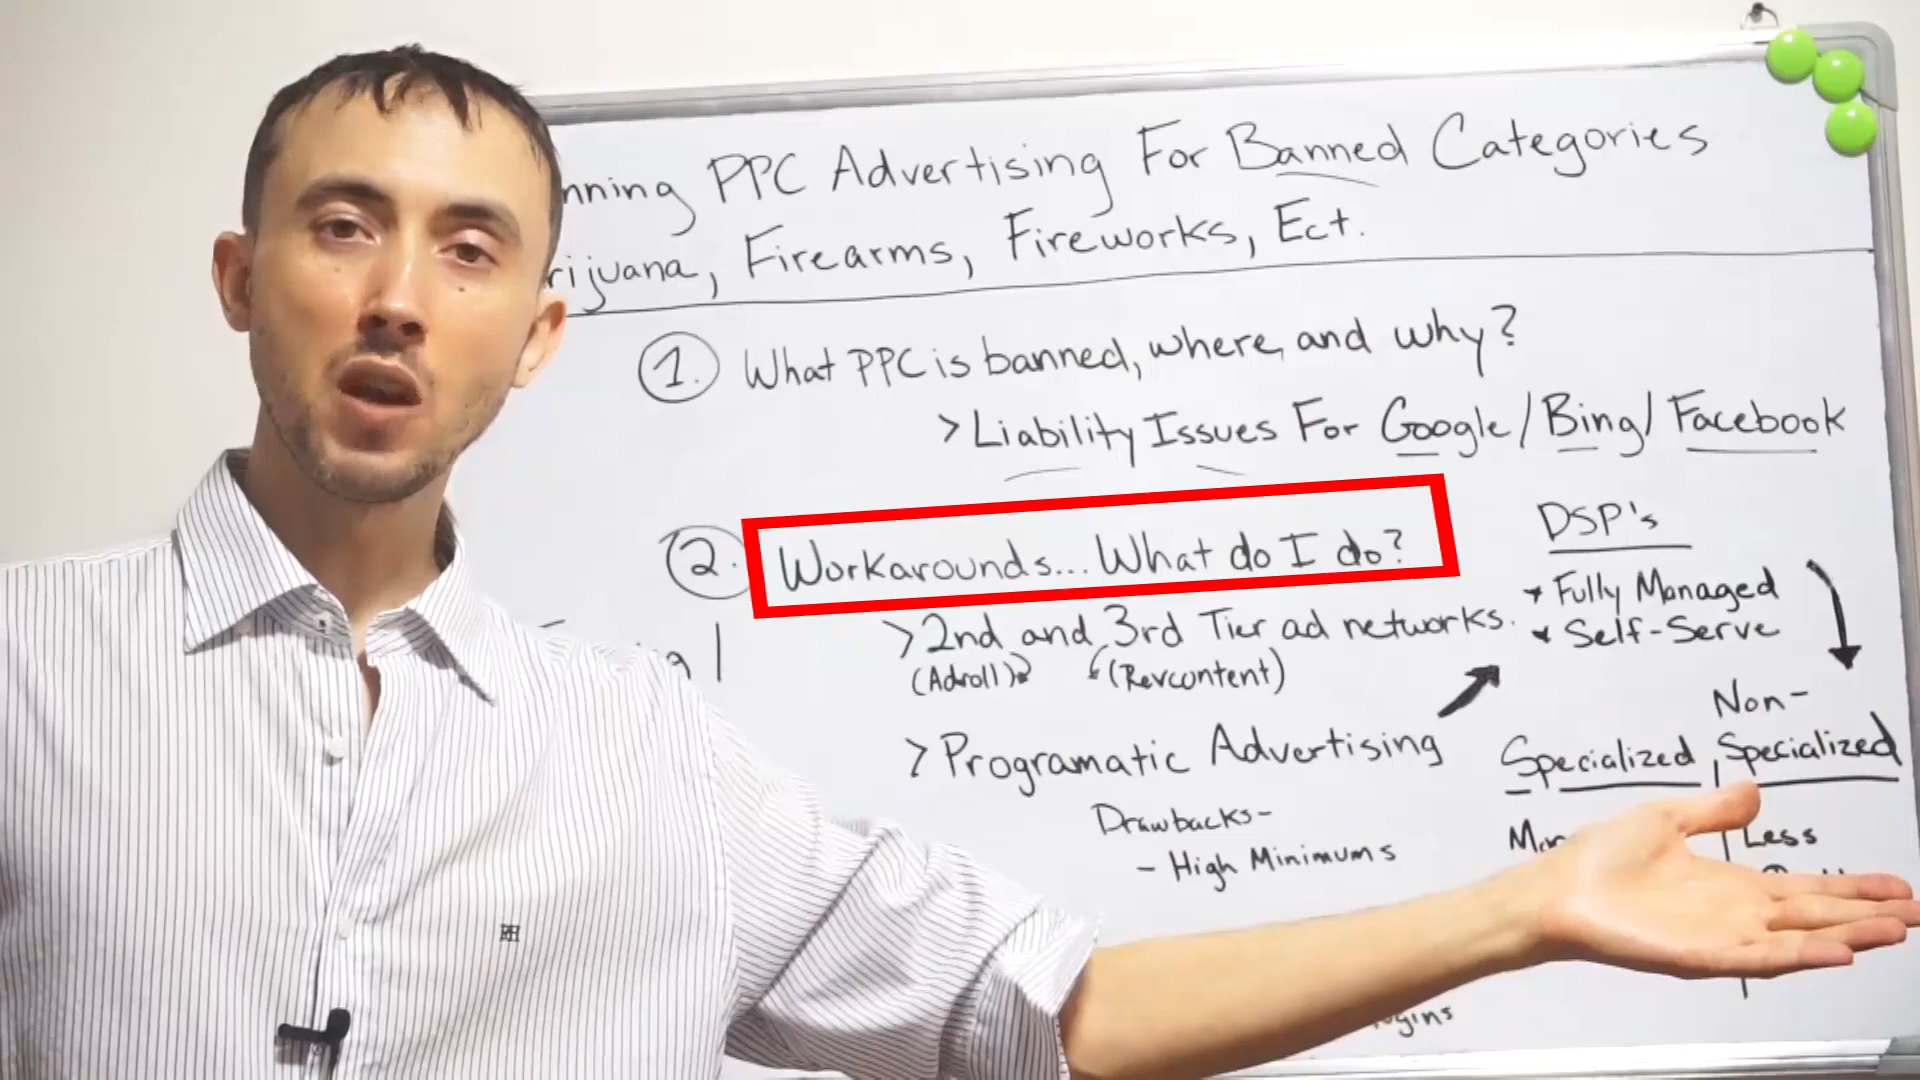 PPC Advertising For Banned Categories
Firearms, Fireworks, Ect.
1. What PPC is banned, where, and why?
> Liability Issues For Google/Bing/Facebook
2. Workarounds... What do I do?
> 2nd and 3rd Tier ad networks.
(Adroll) (Revcontent)
> Programatic Advertising
Drawbacks-
- High Minimums
DSP's
Fully Managed
Self-Serve
Specialized
Non-
Specialized
Less